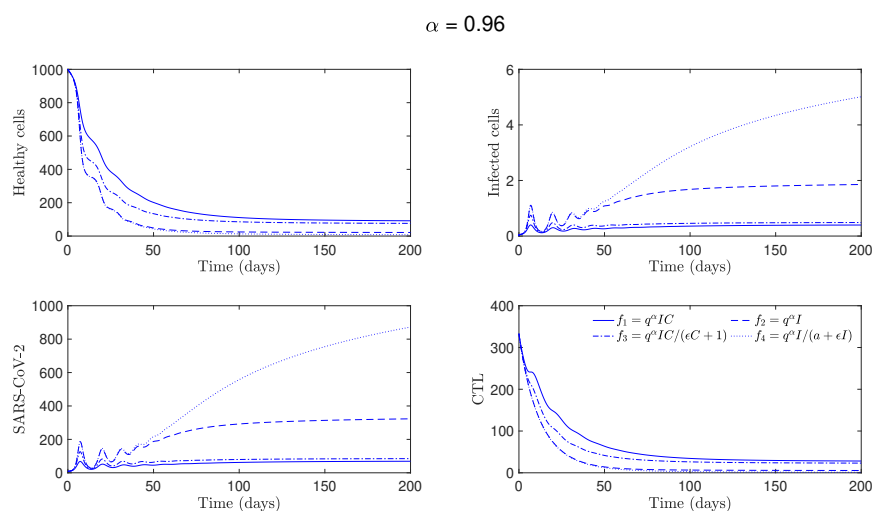 α = 0.96
1000
800
600
400
200
0
Healthy cells
0 50 100 150 200
Time (days)
6
4
2
0
Infected cells
0 50 100 150 200
Time (days)
1000
800
600
400
200
0
SARS-CoV-2
0 50 100 150 200
Time (days)
400
300
200
100
0
CTL
f₁ = q^α IC f₂ = q^α I
f₃ = q^α IC/(ϵC + 1) f₄ = q^α I/(a + ϵI)
0 50 100 150 200
Time (days)